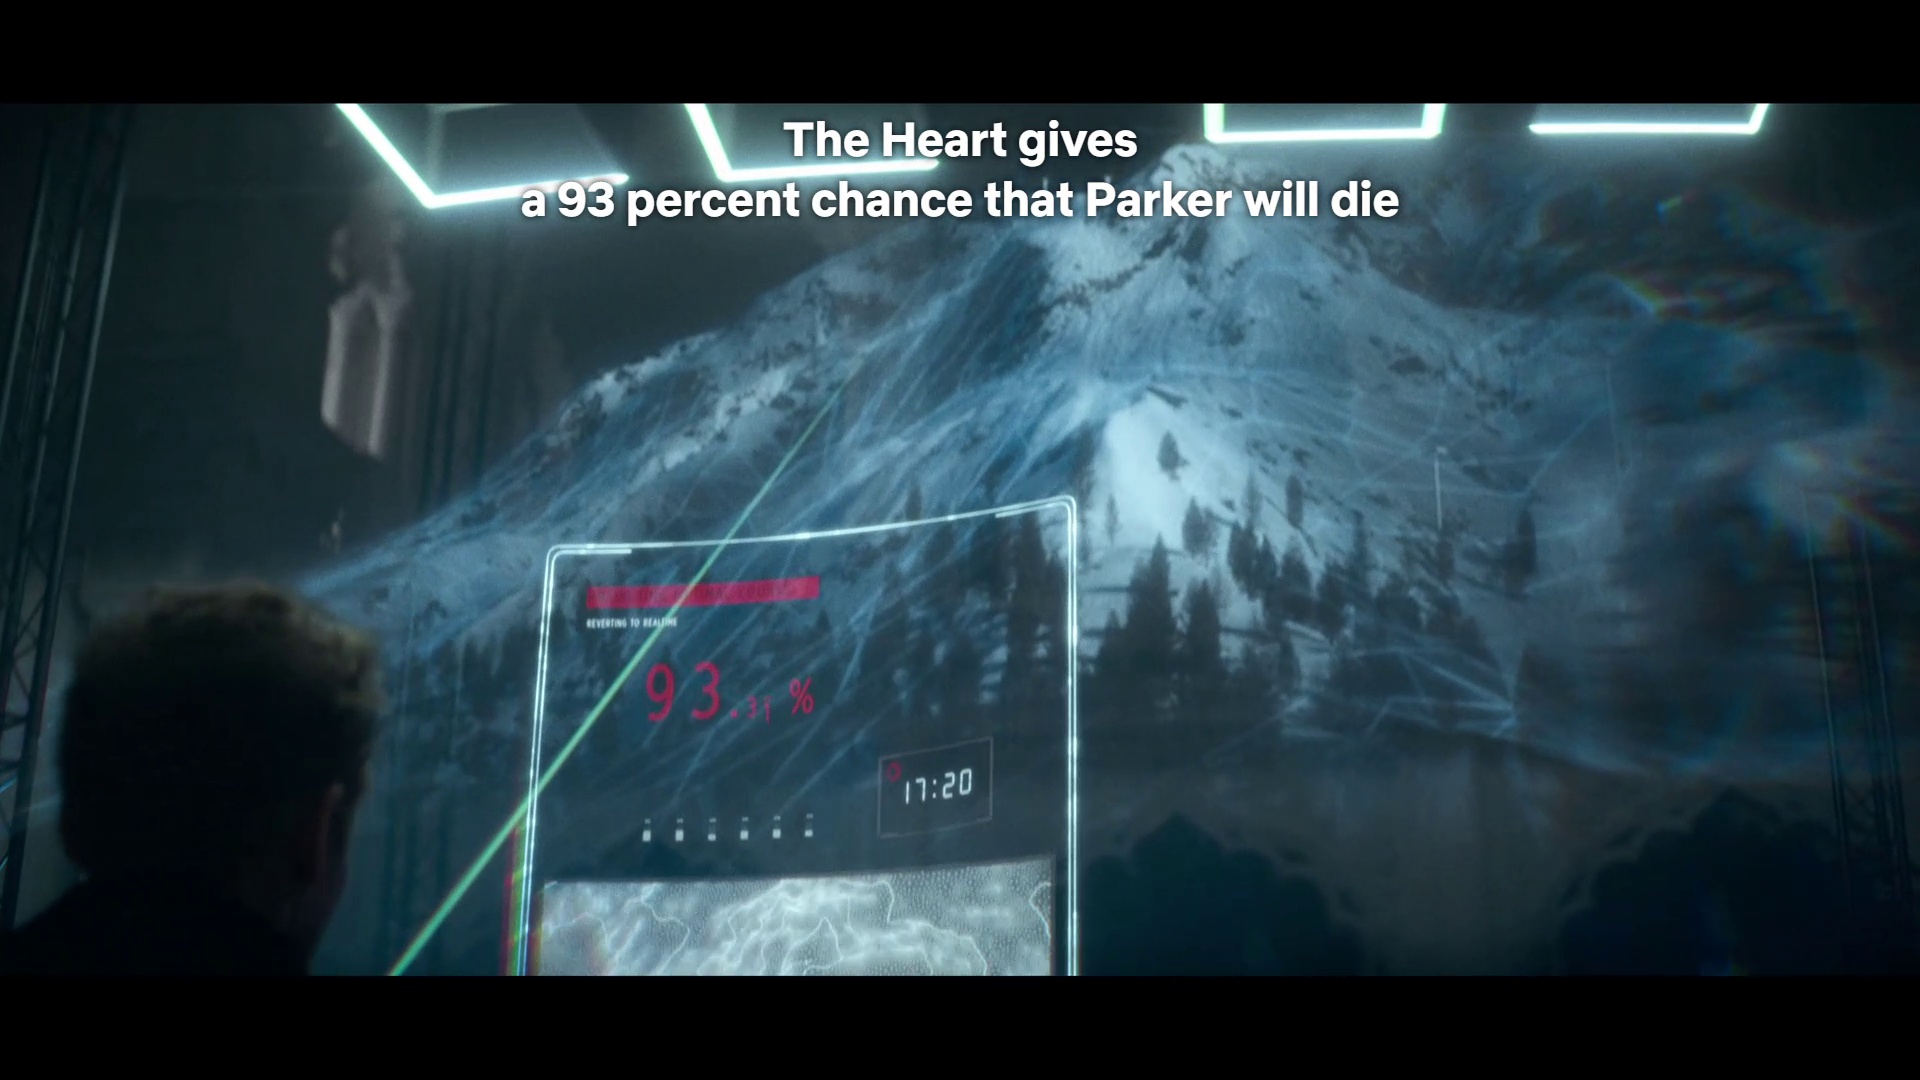 The Heart gives
a 93 percent chance that Parker will die
REVERTING TO REALTIME
93.31 %
17:20